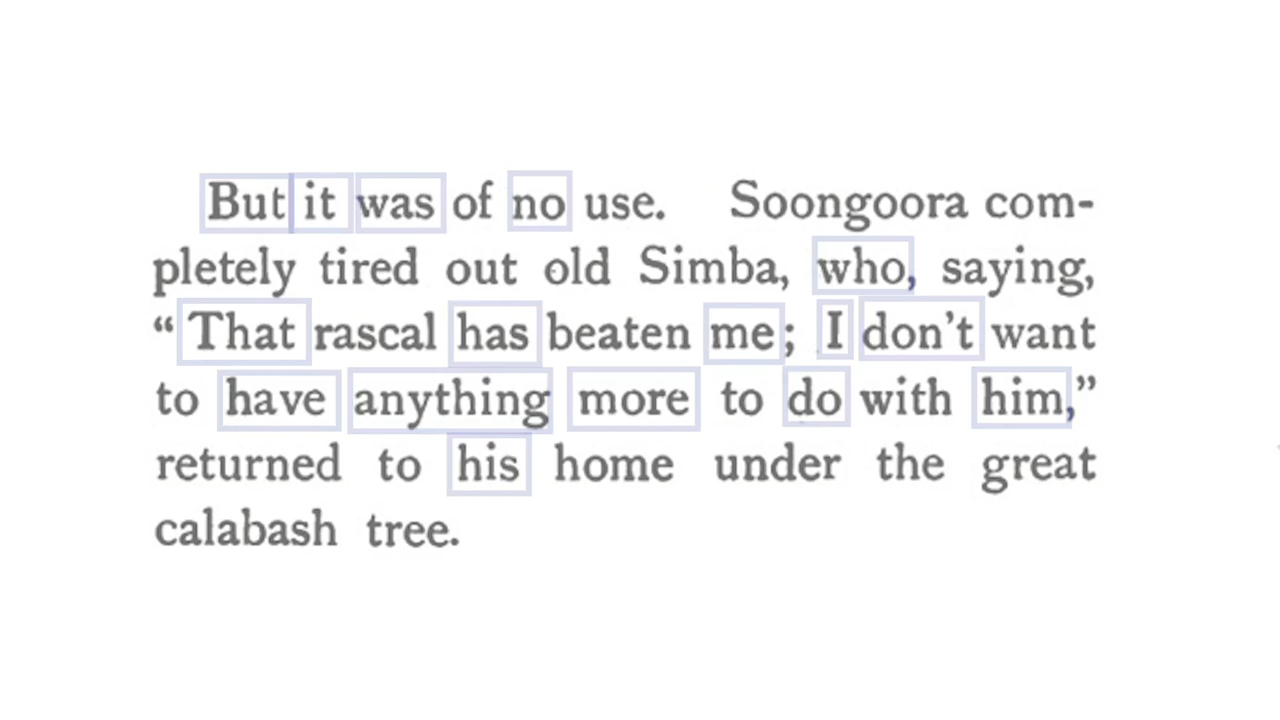 But it was of no use. Soongoora com-
pletely tired out old Simba, who, saying,
“ That rascal has beaten me; I don’t want
to have anything more to do with him,”
returned to his home under the great
calabash tree.